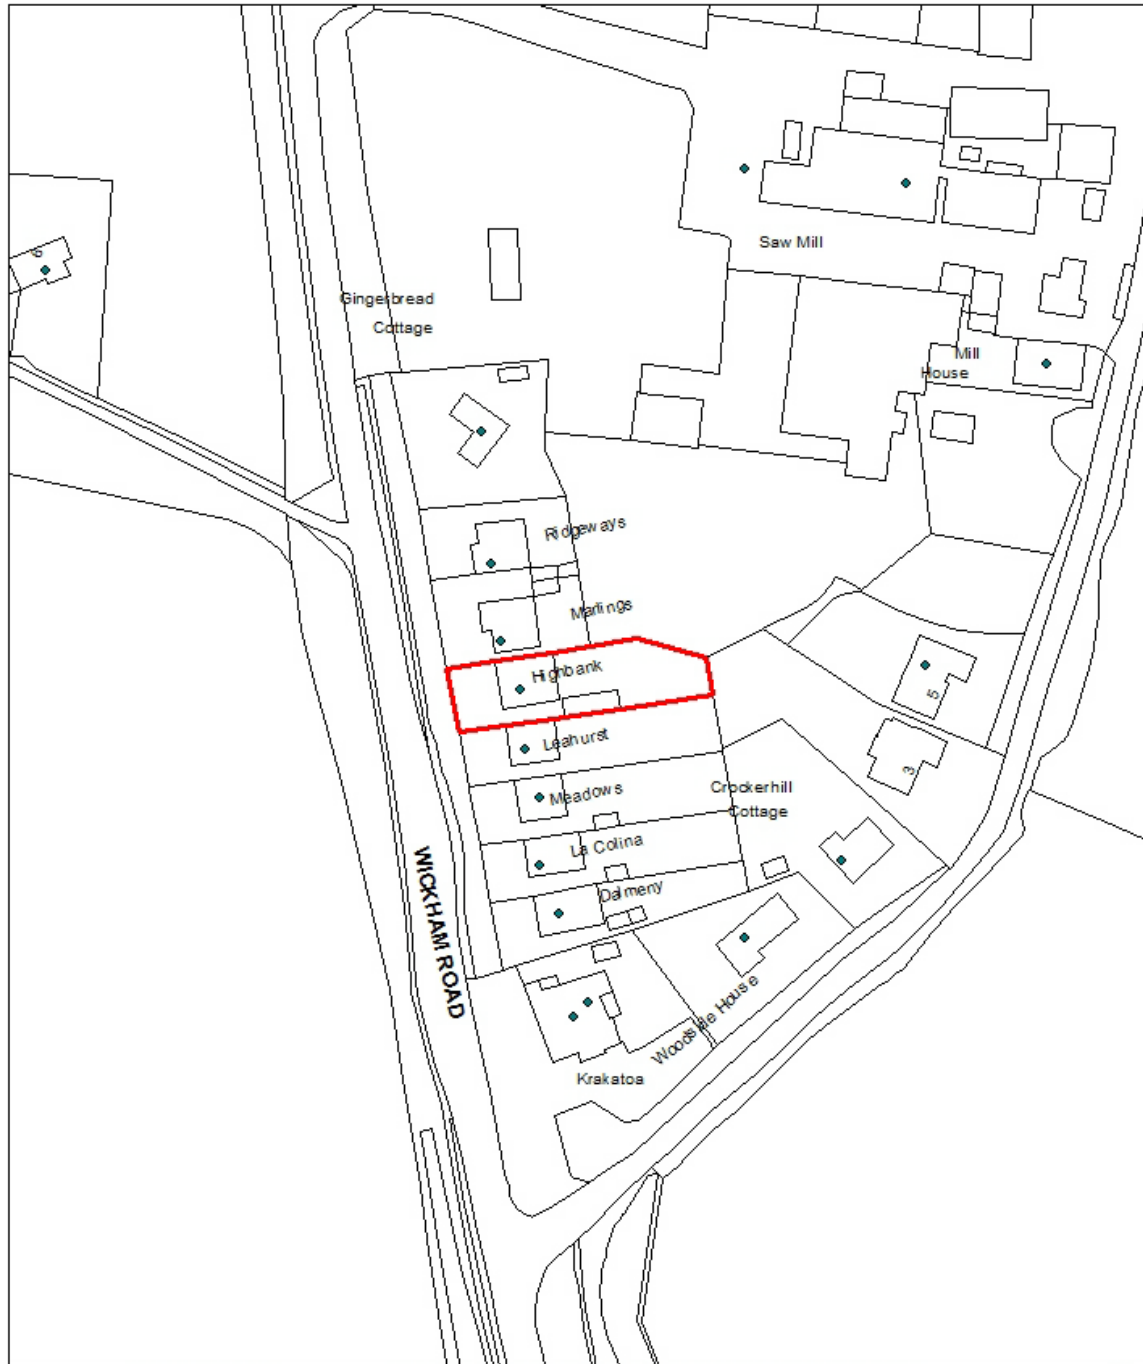 Saw Mill
6
Gingerbread
Cottage
Mill
House
Ridgeways
Marlings
Highbank
5
Leahurst
3
Meadows
Crockerhill
Cottage
La Colina
Dalmeny
WICKHAM ROAD
Woodside House
Krakatoa